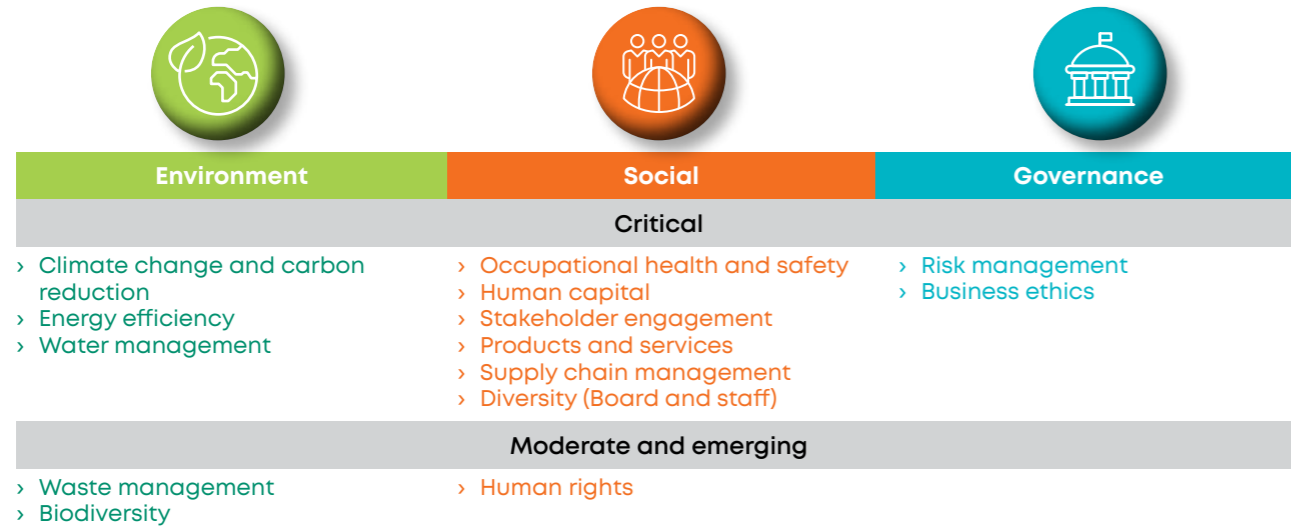 Environment
Social
Governance
Critical
› Climate change and carbon
reduction
› Energy efficiency
› Water management
› Occupational health and safety
› Human capital
› Stakeholder engagement
› Products and services
› Supply chain management
› Diversity (Board and staff)
› Risk management
› Business ethics
Moderate and emerging
› Waste management
› Biodiversity
› Human rights